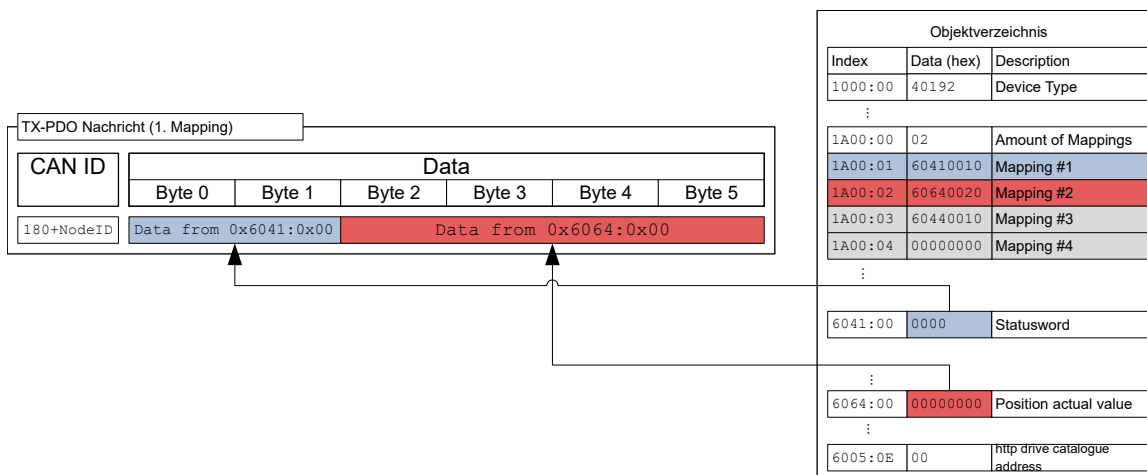 Objektverzeichnis
Index Data (hex) Description
1000:00 40192 Device Type
⋮
1A00:00 02 Amount of Mappings
1A00:01 60410010 Mapping #1
1A00:02 60640020 Mapping #2
1A00:03 60440010 Mapping #3
1A00:04 00000000 Mapping #4
⋮
6041:00 0000 Statusword
⋮
6064:00 00000000 Position actual value
⋮
6005:0E 00 http drive catalogue
address
TX-PDO Nachricht (1. Mapping)
CAN ID Data
Byte 0 Byte 1 Byte 2 Byte 3 Byte 4 Byte 5
180+NodeID Data from 0x6041:0x00 Data from 0x6064:0x00